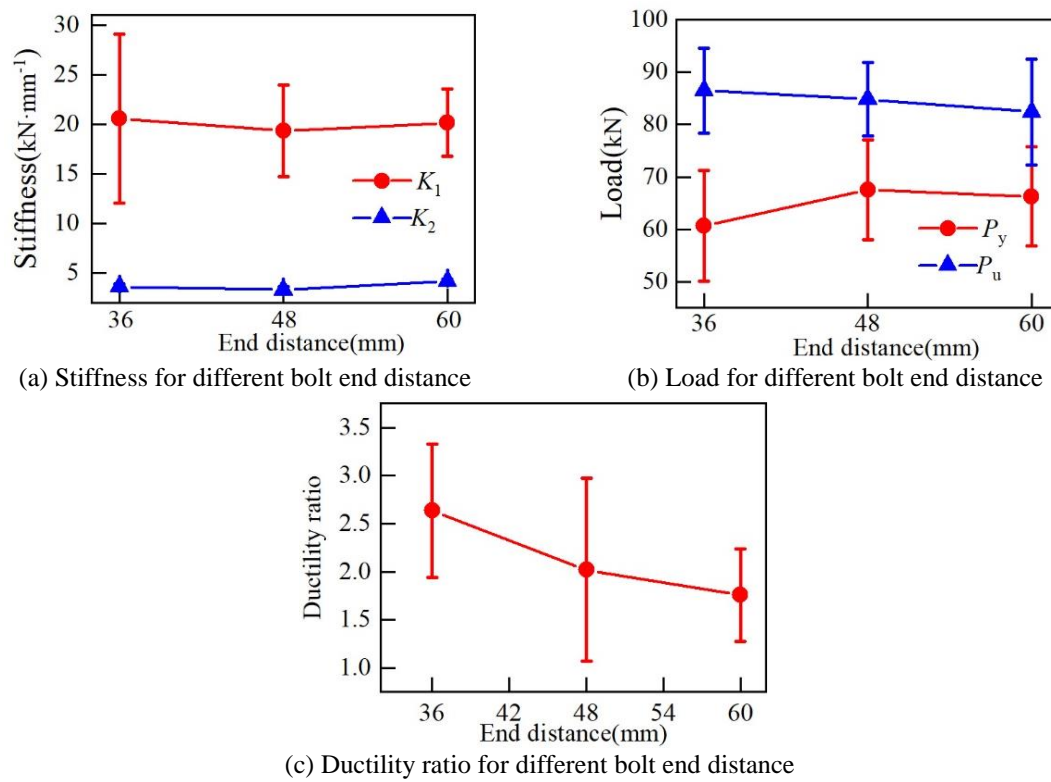 Stiffness(kN·mm⁻¹)
30
25
20
15
10
5
K₁
K₂
36 48 60
End distance(mm)
(a) Stiffness for different bolt end distance
Load(kN)
100
90
80
70
60
50
P_y
P_u
36 48 60
End distance(mm)
(b) Load for different bolt end distance
Ductility ratio
3.5
3.0
2.5
2.0
1.5
1.0
36 42 48 54 60
End distance(mm)
(c) Ductility ratio for different bolt end distance